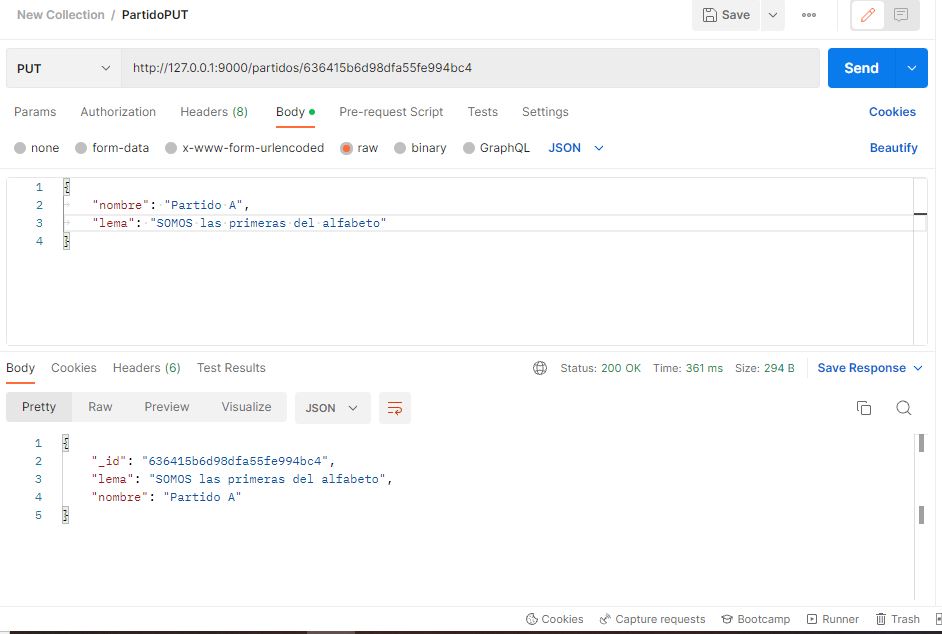 New Collection / PartidoPUT
Save
PUT http://127.0.0.1:9000/partidos/636415b6d98dfa55fe994bc4 Send
Params Authorization Headers (8) Body Pre-request Script Tests Settings Cookies
none form-data x-www-form-urlencoded raw binary GraphQL JSON Beautify
1 {
2 "nombre": "Partido A",
3 "lema": "SOMOS las primeras del alfabeto"
4 }
Body Cookies Headers (6) Test Results Status: 200 OK Time: 361 ms Size: 294 B Save Response
Pretty Raw Preview Visualize JSON
1 {
2 "_id": "636415b6d98dfa55fe994bc4",
3 "lema": "SOMOS las primeras del alfabeto",
4 "nombre": "Partido A"
5 }
Cookies Capture requests Bootcamp Runner Trash